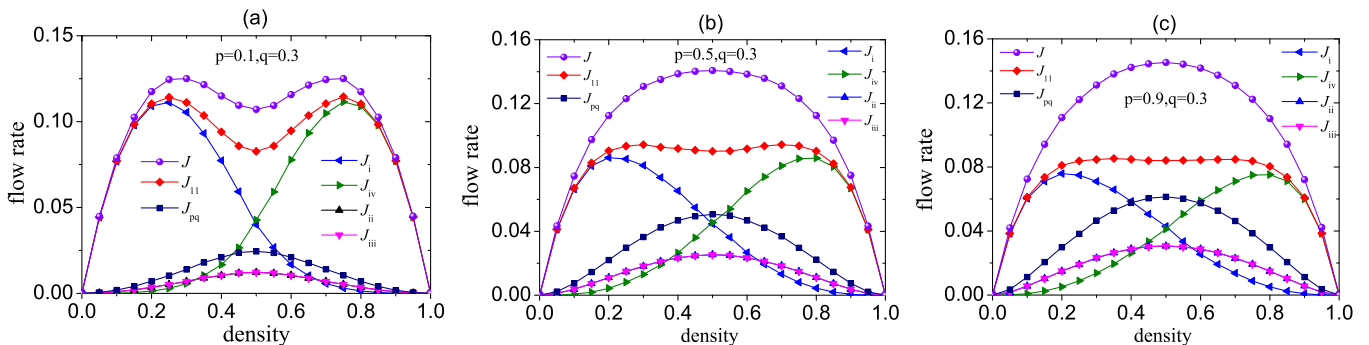 (a)
p=0.1,q=0.3
flow rate
0.15
0.10
0.05
0.00
J
J11
Jpq
Ji
Jiv
Jii
Jiii
0.0 0.2 0.4 0.6 0.8 1.0
density
(b)
p=0.5,q=0.3
flow rate
0.16
0.12
0.08
0.04
0.00
J
J11
Jpq
Ji
Jiv
Jii
Jiii
0.0 0.2 0.4 0.6 0.8 1.0
density
(c)
p=0.9,q=0.3
flow rate
0.16
0.12
0.08
0.04
0.00
J
J11
Jpq
Ji
Jiv
Jii
Jiii
0.0 0.2 0.4 0.6 0.8 1.0
density